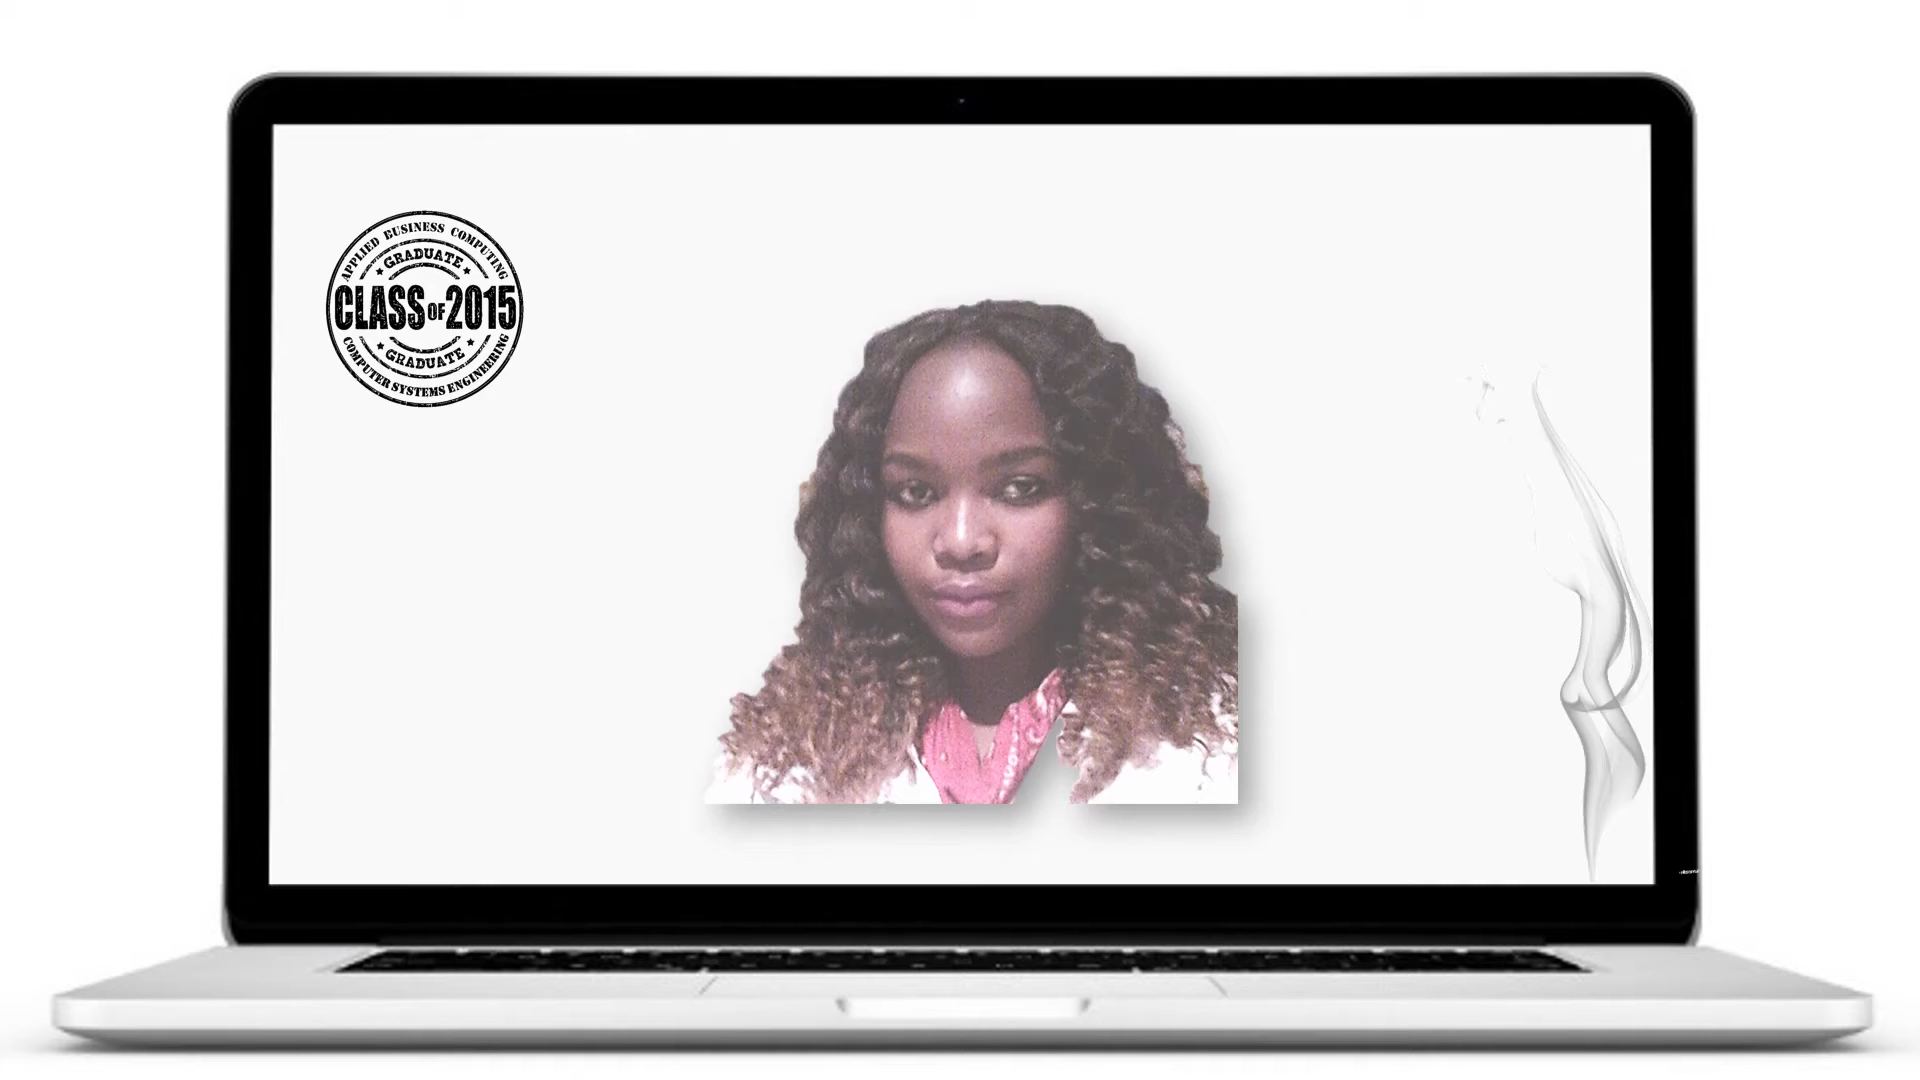 APPLIED BUSINESS COMPUTING
GRADUATE
CLASS OF 2015
GRADUATE
COMPUTER SYSTEMS ENGINEERING